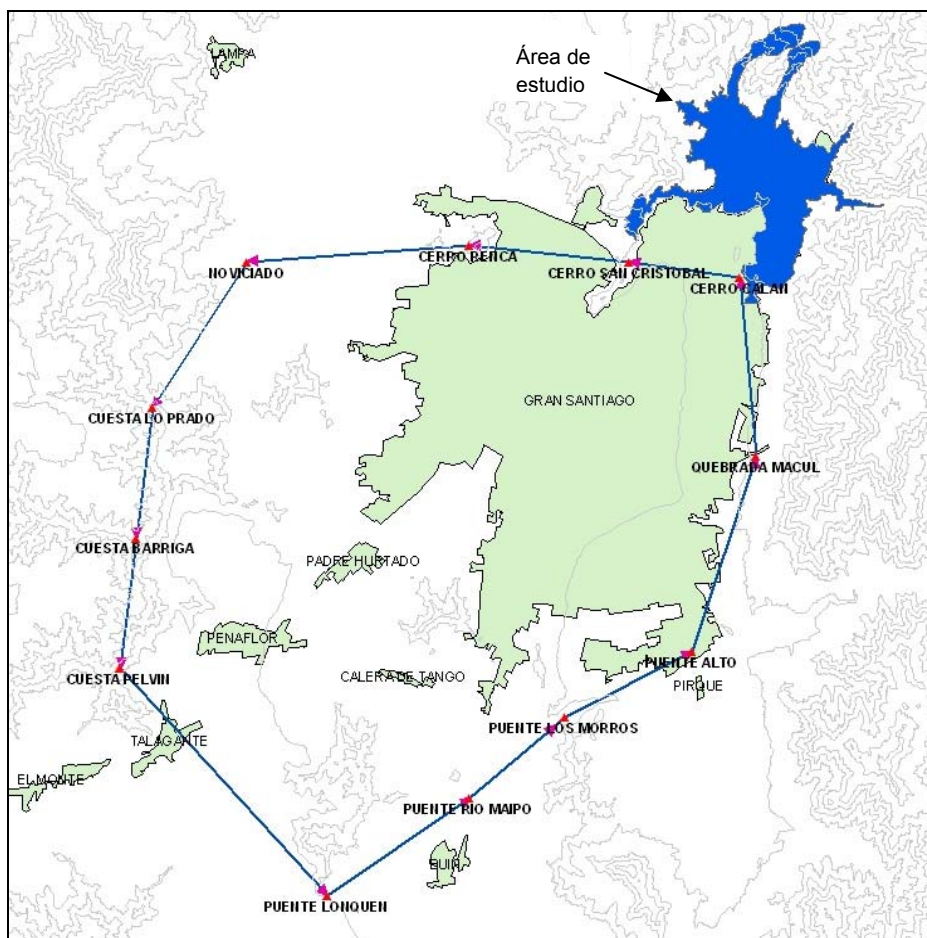 LAMPA
Área de
estudio
CERRO RENCA
NOVICIADO
CERRO SAN CRISTOBAL
CERRO CALAN
GRAN SANTIAGO
CUESTA LO PRADO
QUEBRADA MACUL
CUESTA BARRIGA
PADRE HURTADO
PEÑAFLOR
PUENTE ALTO
CUESTA PELVIN
CALERA DE TANGO
PIRQUE
PUENTE LOS MORROS
TALAGANTE
EL MONTE
PUENTE RIO MAIPO
BUIN
PUENTE LONQUEN